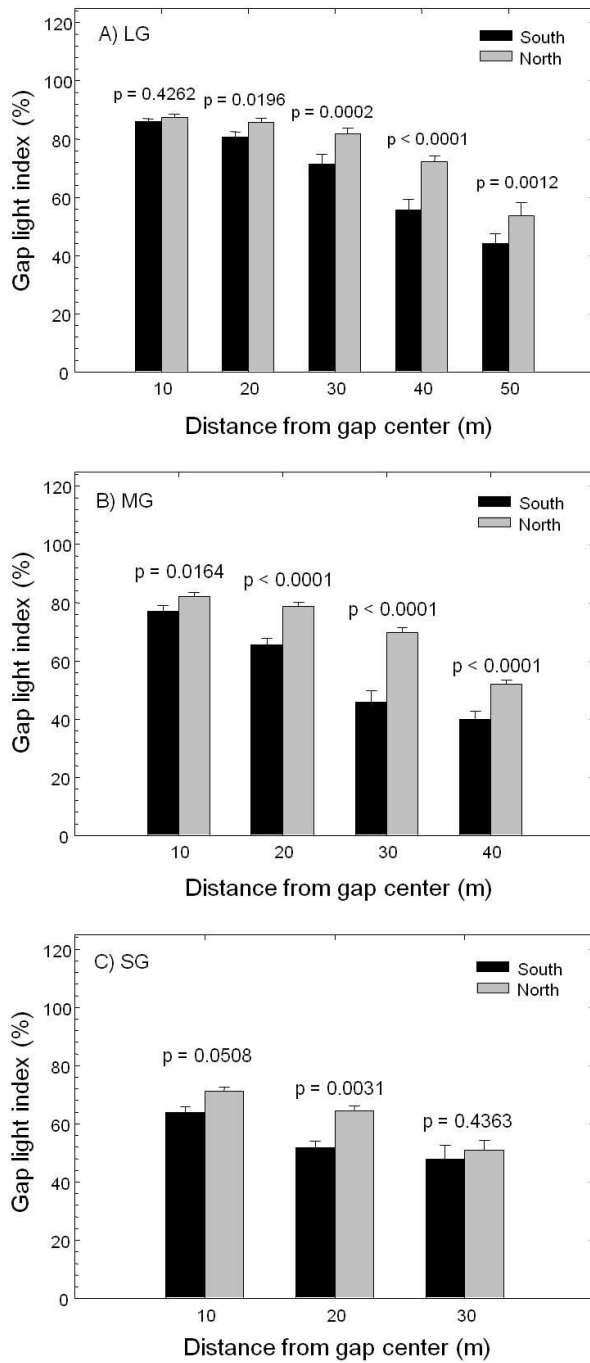 A) LG
South
North
p = 0.4262
p = 0.0196
p = 0.0002
p < 0.0001
p = 0.0012
Gap light index (%)
120
100
80
60
40
20
0
10 20 30 40 50
Distance from gap center (m)
B) MG
South
North
p = 0.0164
p < 0.0001
p < 0.0001
p < 0.0001
Gap light index (%)
120
100
80
60
40
20
0
10 20 30 40
Distance from gap center (m)
C) SG
South
North
p = 0.0508
p = 0.0031
p = 0.4363
Gap light index (%)
120
100
80
60
40
20
0
10 20 30
Distance from gap center (m)